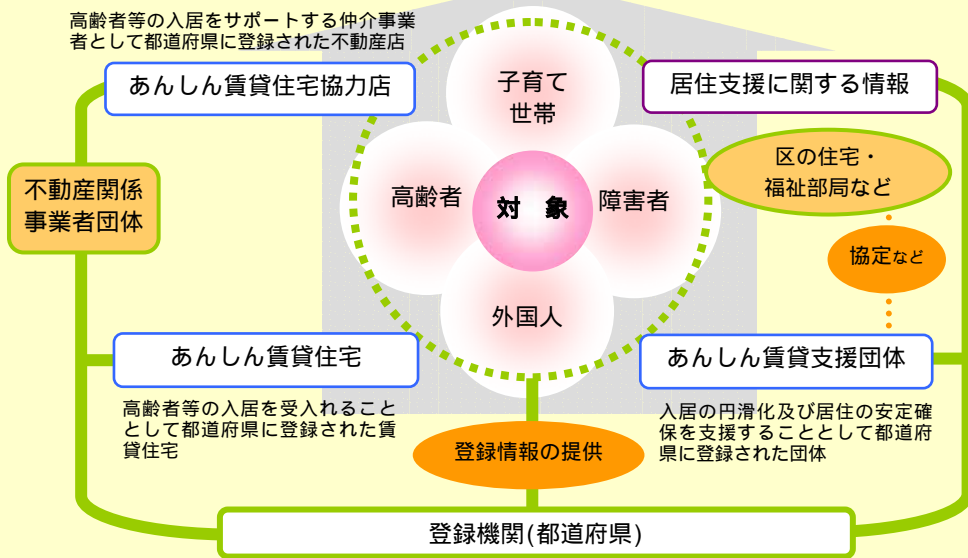 高齢者等の入居をサポートする仲介事業
者として都道府県に登録された不動産店
あんしん賃貸住宅協力店
居住支援に関する情報
子育て
世帯
区の住宅・
福祉部局など
不動産関係
事業者団体
高齢者
対　象
障害者
協定など
外国人
あんしん賃貸住宅
あんしん賃貸支援団体
高齢者等の入居を受入れること
として都道府県に登録された賃
貸住宅
入居の円滑化及び居住の安定確
保を支援することとして都道府
県に登録された団体
登録情報の提供
登録機関(都道府県)